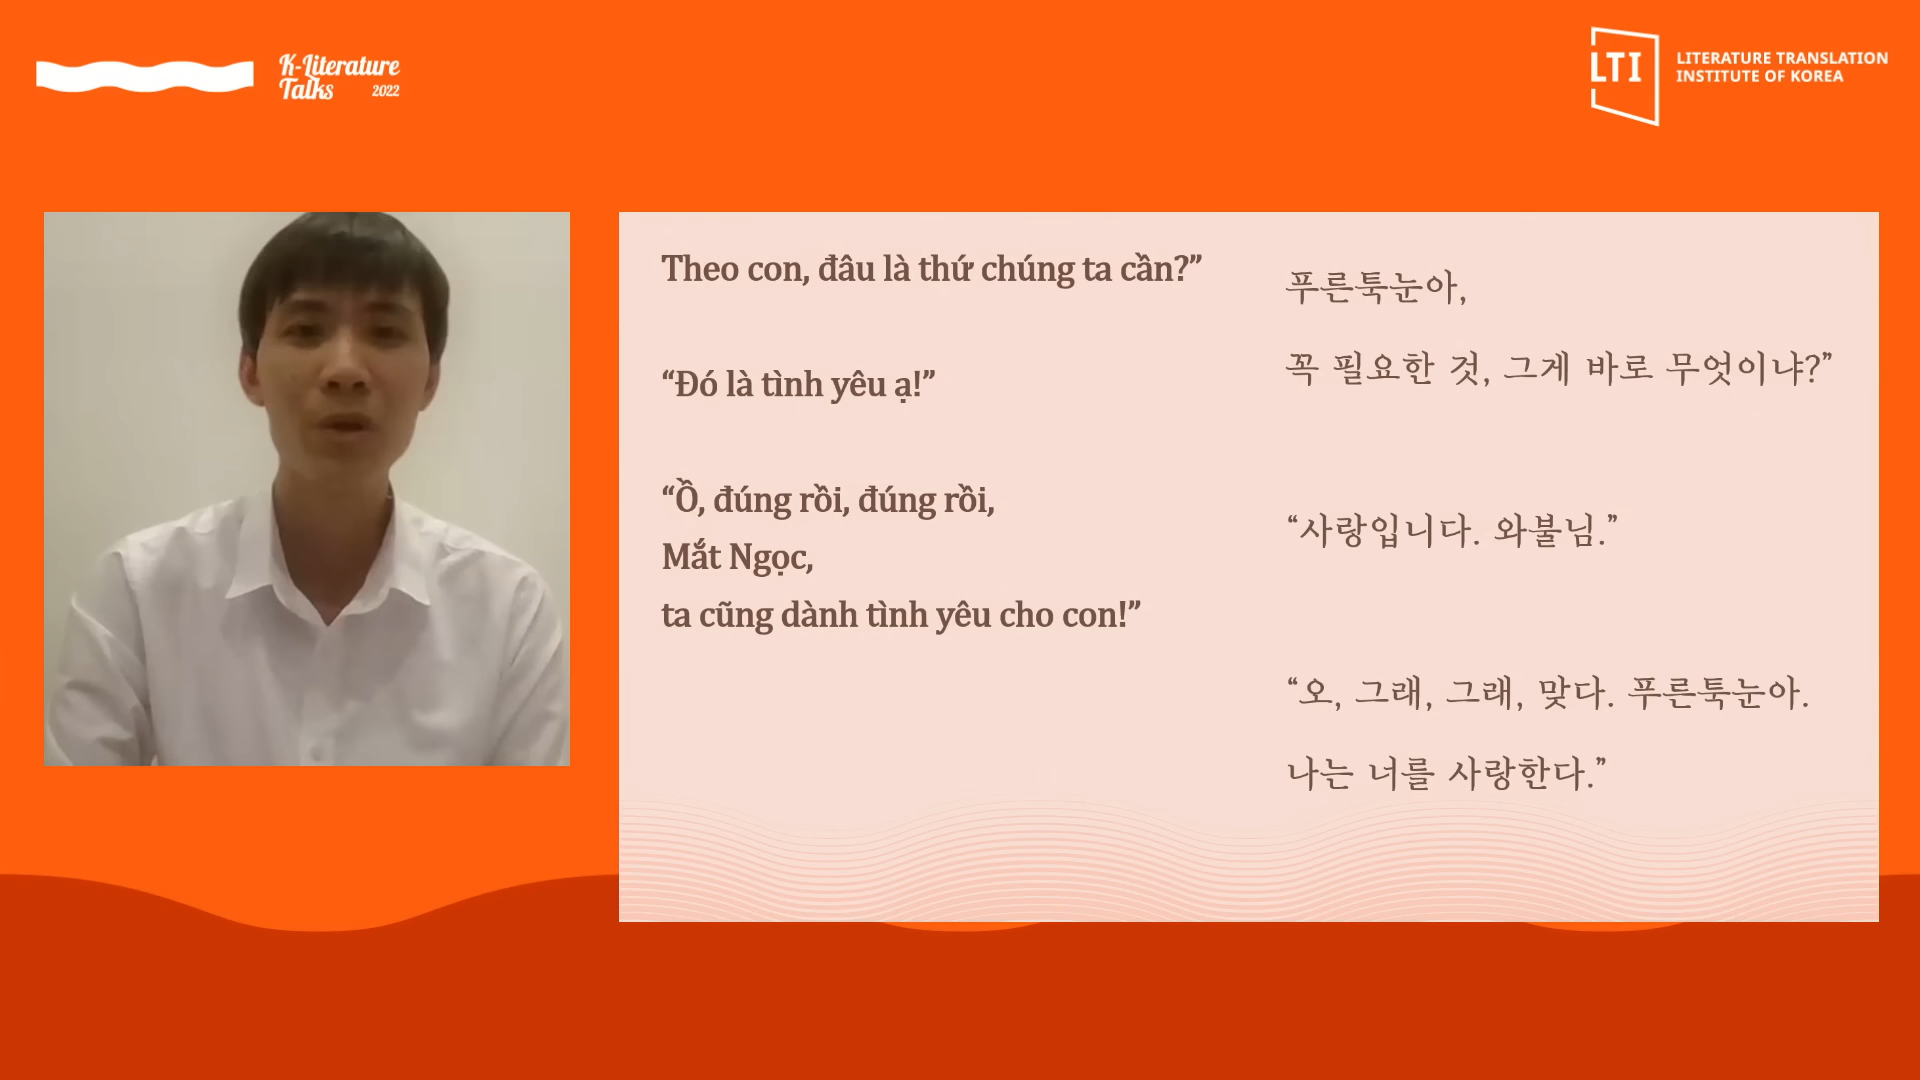 K-Literature
Talks 2022
LTI
LITERATURE TRANSLATION
INSTITUTE OF KOREA
Theo con, đâu là thứ chúng ta cần?”
“Đó là tình yêu ạ!”
“Ồ, đúng rồi, đúng rồi,
Mắt Ngọc,
ta cũng dành tình yêu cho con!”
푸른툭눈아,
꼭 필요한 것, 그게 바로 무엇이냐?”
“사랑입니다. 와불님.”
“오, 그래, 그래, 맞다. 푸른툭눈아.
나는 너를 사랑한다.”